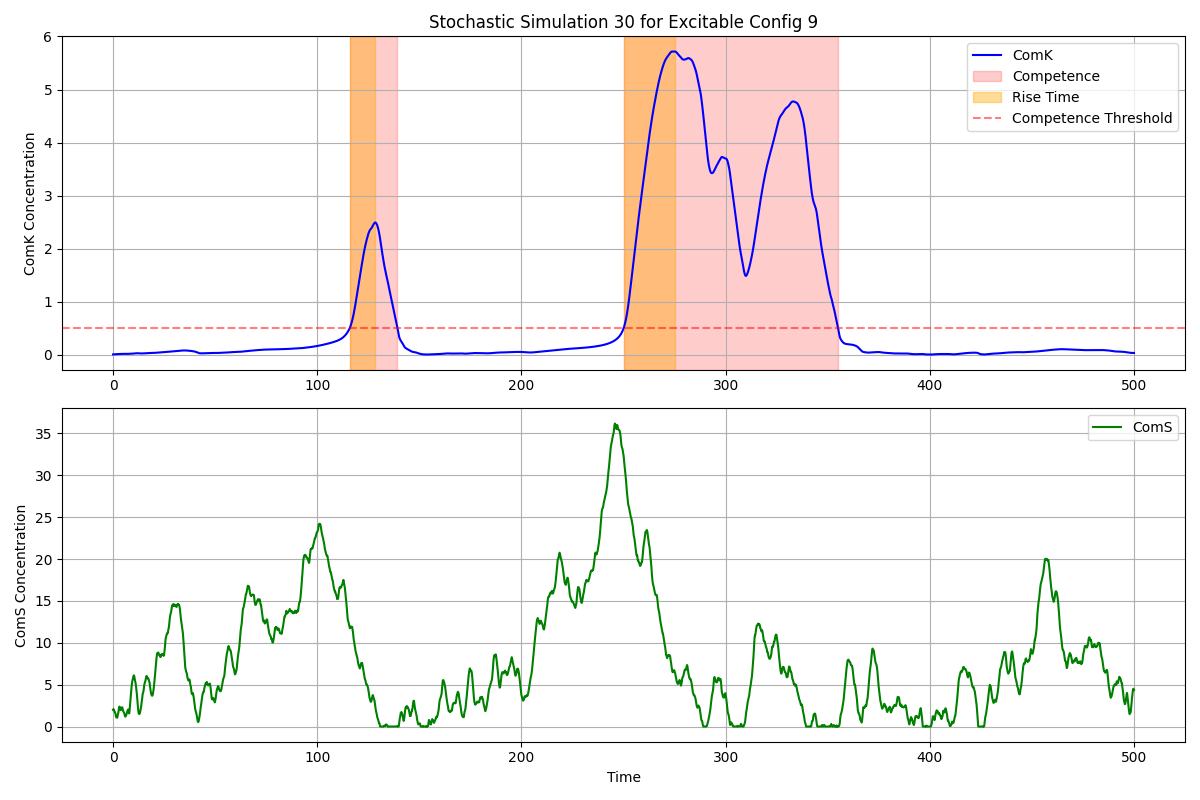 Stochastic Simulation 30 for Excitable Config 9
ComK Concentration
6
5
4
3
2
1
0
ComK
Competence
Rise Time
Competence Threshold
0 100 200 300 400 500
ComS Concentration
35
30
25
20
15
10
5
0
ComS
0 100 200 300 400 500
Time